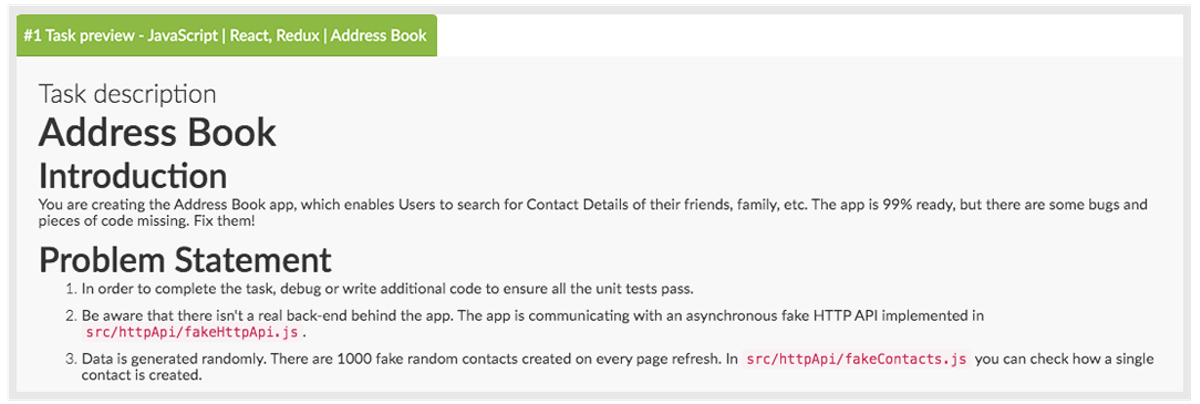 #1 Task preview - JavaScript | React, Redux | Address Book
Task description
Address Book
Introduction
You are creating the Address Book app, which enables Users to search for Contact Details of their friends, family, etc. The app is 99% ready, but there are some bugs and
pieces of code missing. Fix them!
Problem Statement
1. In order to complete the task, debug or write additional code to ensure all the unit tests pass.
2. Be aware that there isn't a real back-end behind the app. The app is communicating with an asynchronous fake HTTP API implemented in
src/httpApi/fakeHttpApi.js .
3. Data is generated randomly. There are 1000 fake random contacts created on every page refresh. In src/httpApi/fakeContacts.js you can check how a single
contact is created.